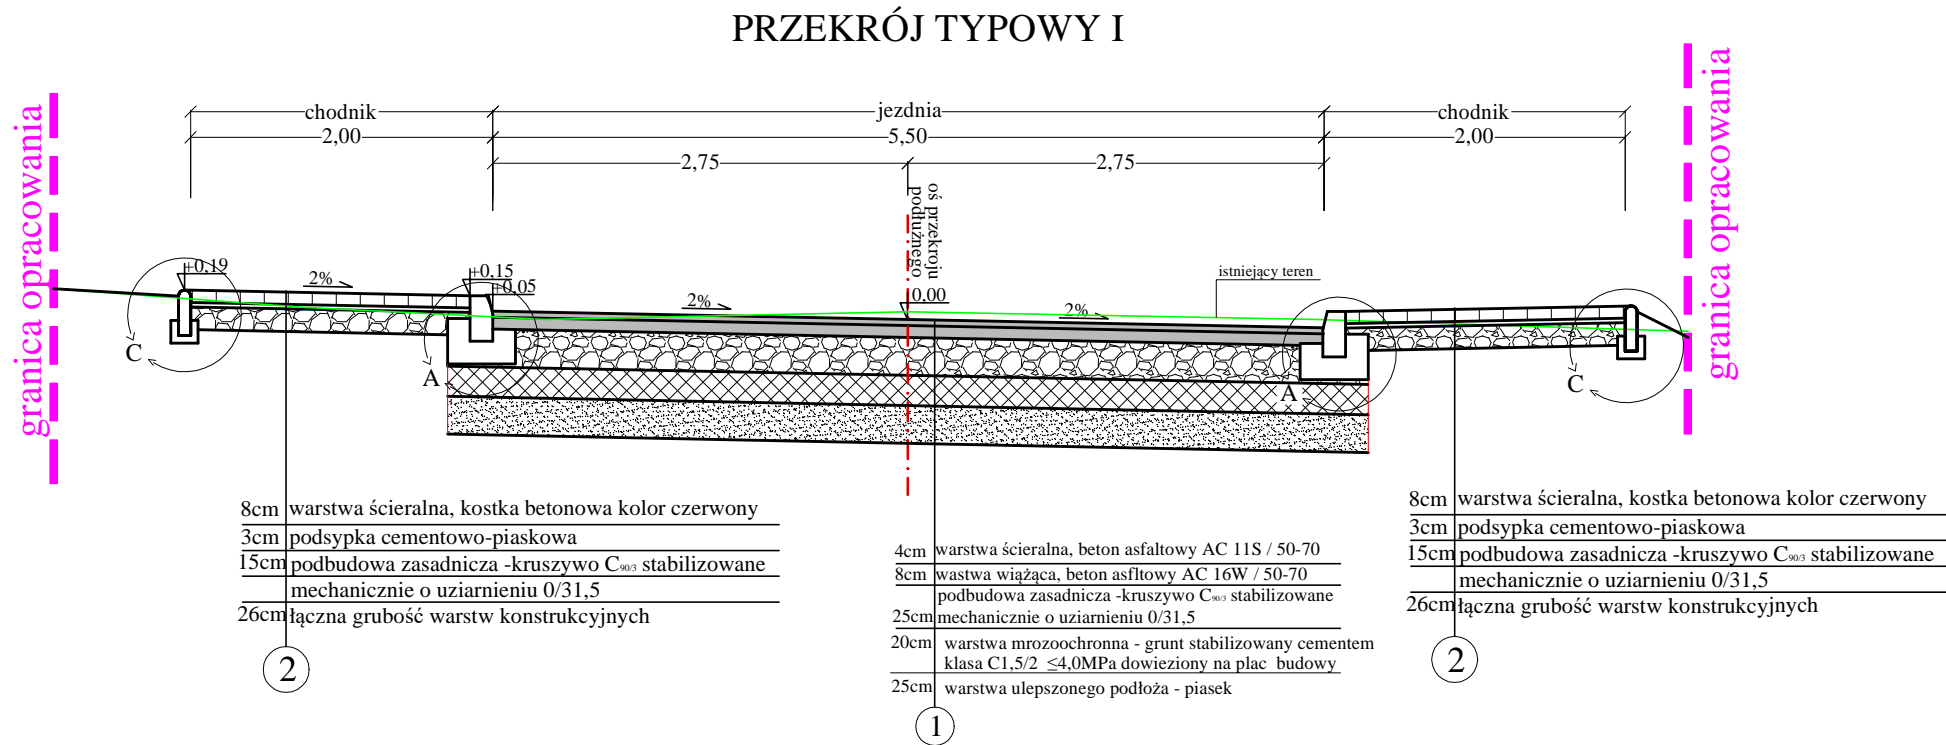 PRZEKRÓJ TYPOWY I
granica opracowania
granica opracowania
chodnik
jezdnia
chodnik
2,00
5,50
2,00
2,75
2,75
oś przekroju
podłużnego
+0,19
2%
+0,15
+0,05
2%
0,00
2%
istniejący teren
C
A
A
C
8cm warstwa ścieralna, kostka betonowa kolor czerwony
3cm podsypka cementowo-piaskowa
15cm podbudowa zasadnicza -kruszywo C90/3 stabilizowane
mechanicznie o uziarnieniu 0/31,5
26cm łączna grubość warstw konstrukcyjnych
2
4cm warstwa ścieralna, beton asfaltowy AC 11S / 50-70
8cm wastwa wiążąca, beton asfltowy AC 16W / 50-70
podbudowa zasadnicza -kruszywo C90/3 stabilizowane
25cm mechanicznie o uziarnieniu 0/31,5
20cm warstwa mrozoochronna - grunt stabilizowany cementem
klasa C1,5/2 ≤4,0MPa dowieziony na plac budowy
25cm warstwa ulepszonego podłoża - piasek
1
8cm warstwa ścieralna, kostka betonowa kolor czerwony
3cm podsypka cementowo-piaskowa
15cm podbudowa zasadnicza -kruszywo C90/3 stabilizowane
mechanicznie o uziarnieniu 0/31,5
26cm łączna grubość warstw konstrukcyjnych
2